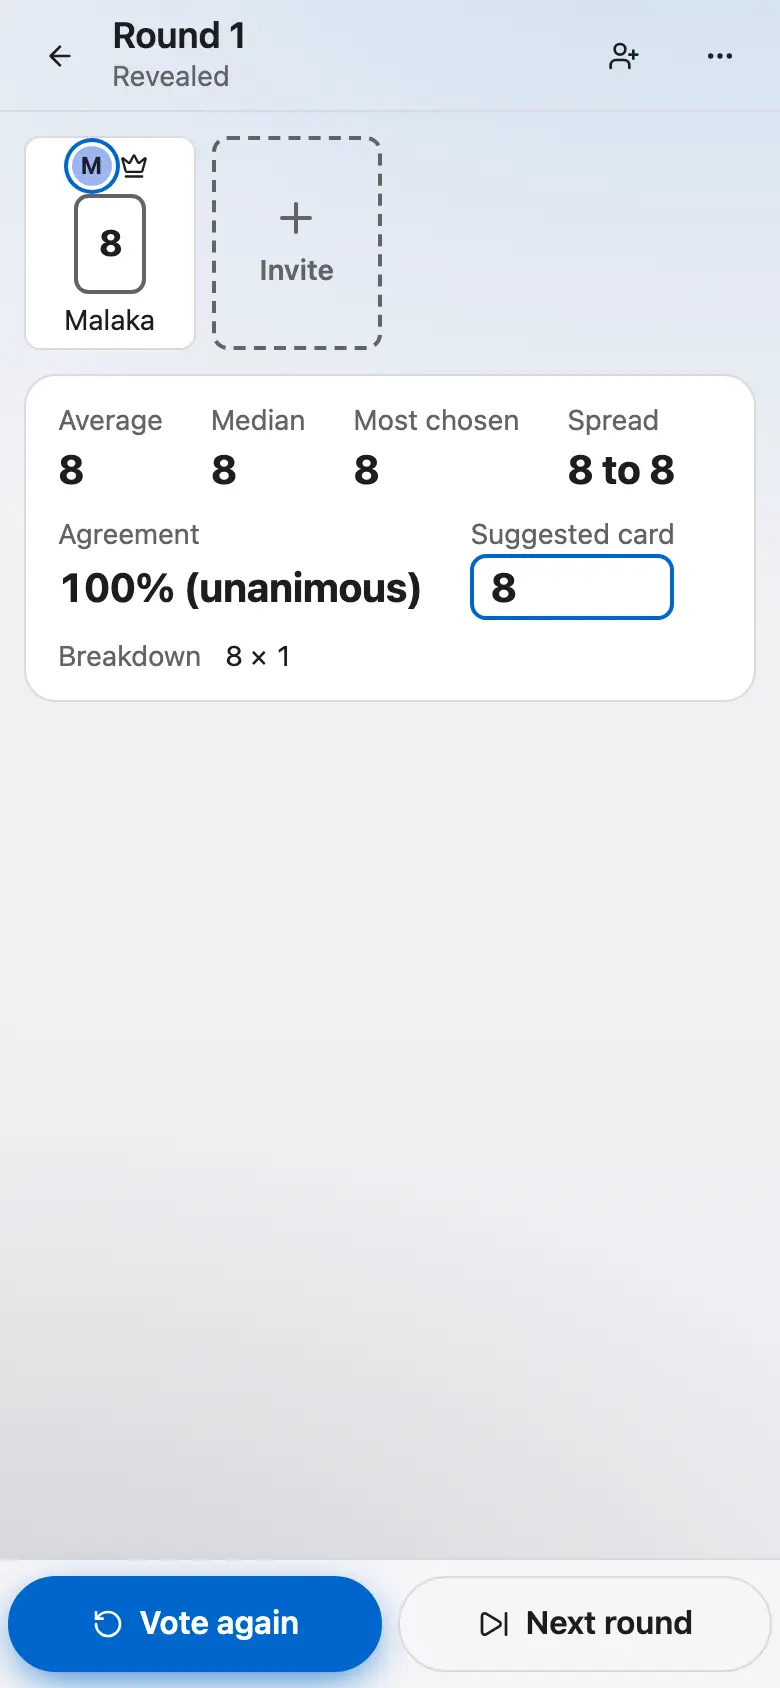 Round 1
Revealed
M
8
Malaka
Invite
Average Median Most chosen Spread
8 8 8 8 to 8
Agreement Suggested card
100% (unanimous) 8
Breakdown 8 × 1
Vote again Next round